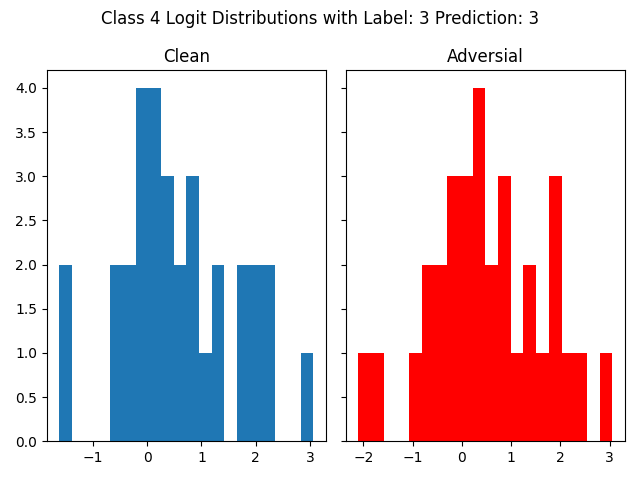 Class 4 Logit Distributions with Label: 3 Prediction: 3
Clean
Adversial
4.0
3.5
3.0
2.5
2.0
1.5
1.0
0.5
0.0
−1 0 1 2 3
−2 −1 0 1 2 3